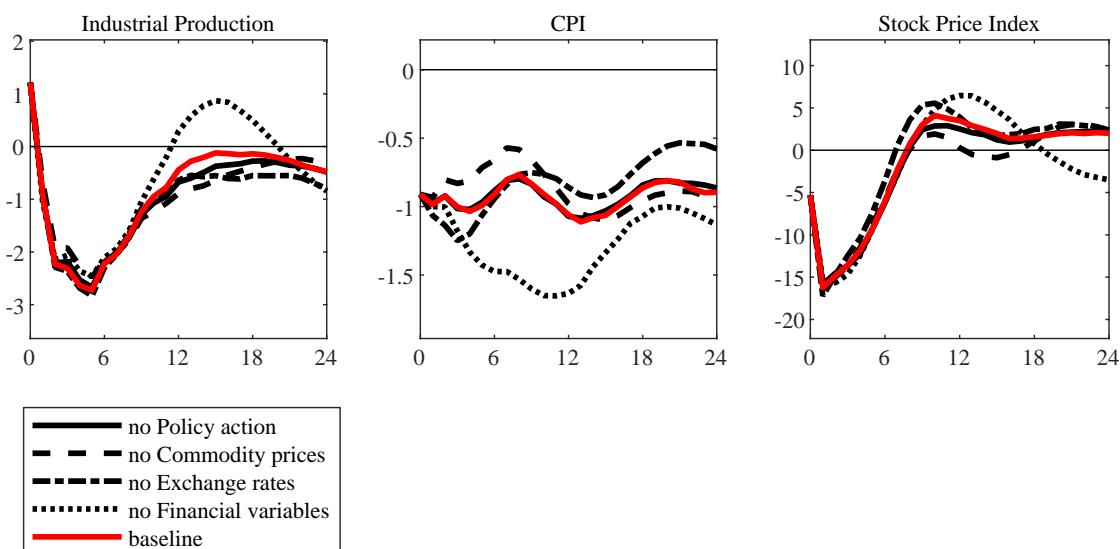 Industrial Production
2
1
0
-1
-2
-3
0 6 12 18 24
CPI
0
-0.5
-1
-1.5
0 6 12 18 24
Stock Price Index
10
5
0
-5
-10
-15
-20
0 6 12 18 24
no Policy action
no Commodity prices
no Exchange rates
no Financial variables
baseline